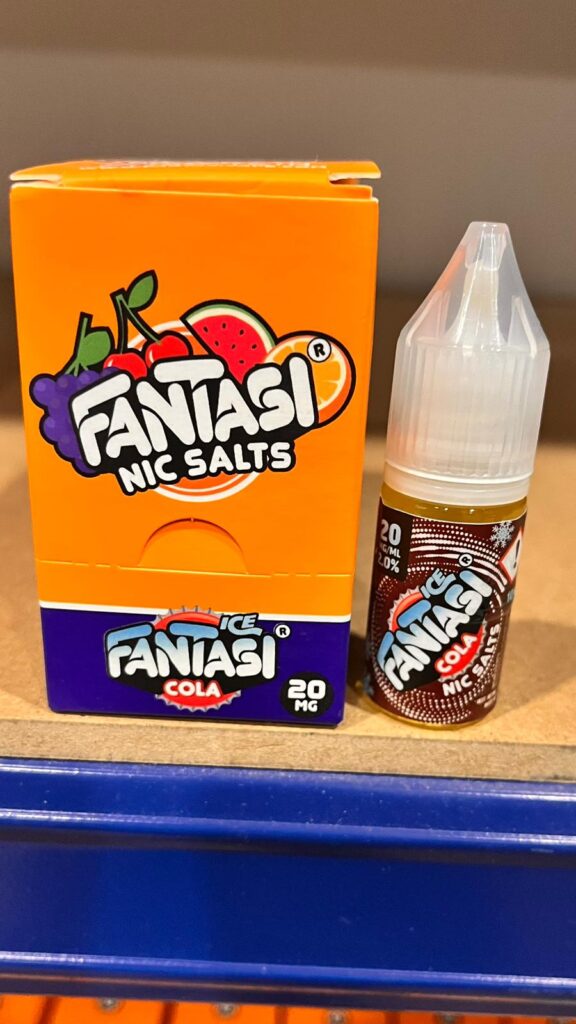 FANTASI®
NIC SALTS
ICE
FANTASI®
COLA
20
MG
20
MG/ML
2.0%
ICE
FANTASI®
COLA
NIC SALTS